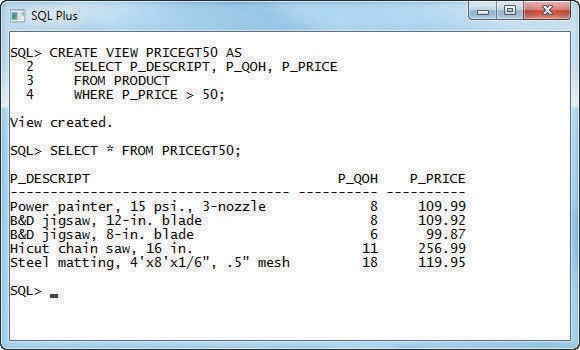 SQL Plus
SQL> CREATE VIEW PRICEGT50 AS
2 SELECT P_DESCRIPT, P_QOH, P_PRICE
3 FROM PRODUCT
4 WHERE P_PRICE > 50;
View created.
SQL> SELECT * FROM PRICEGT50;
P_DESCRIPT P_QOH P_PRICE
----------------------------------- ---------- ----------
Power painter, 15 psi., 3-nozzle 8 109.99
B&D jigsaw, 12-in. blade 8 109.92
B&D jigsaw, 8-in. blade 6 99.87
Hicut chain saw, 16 in. 11 256.99
Steel matting, 4'x8'x1/6", .5" mesh 18 119.95
SQL>